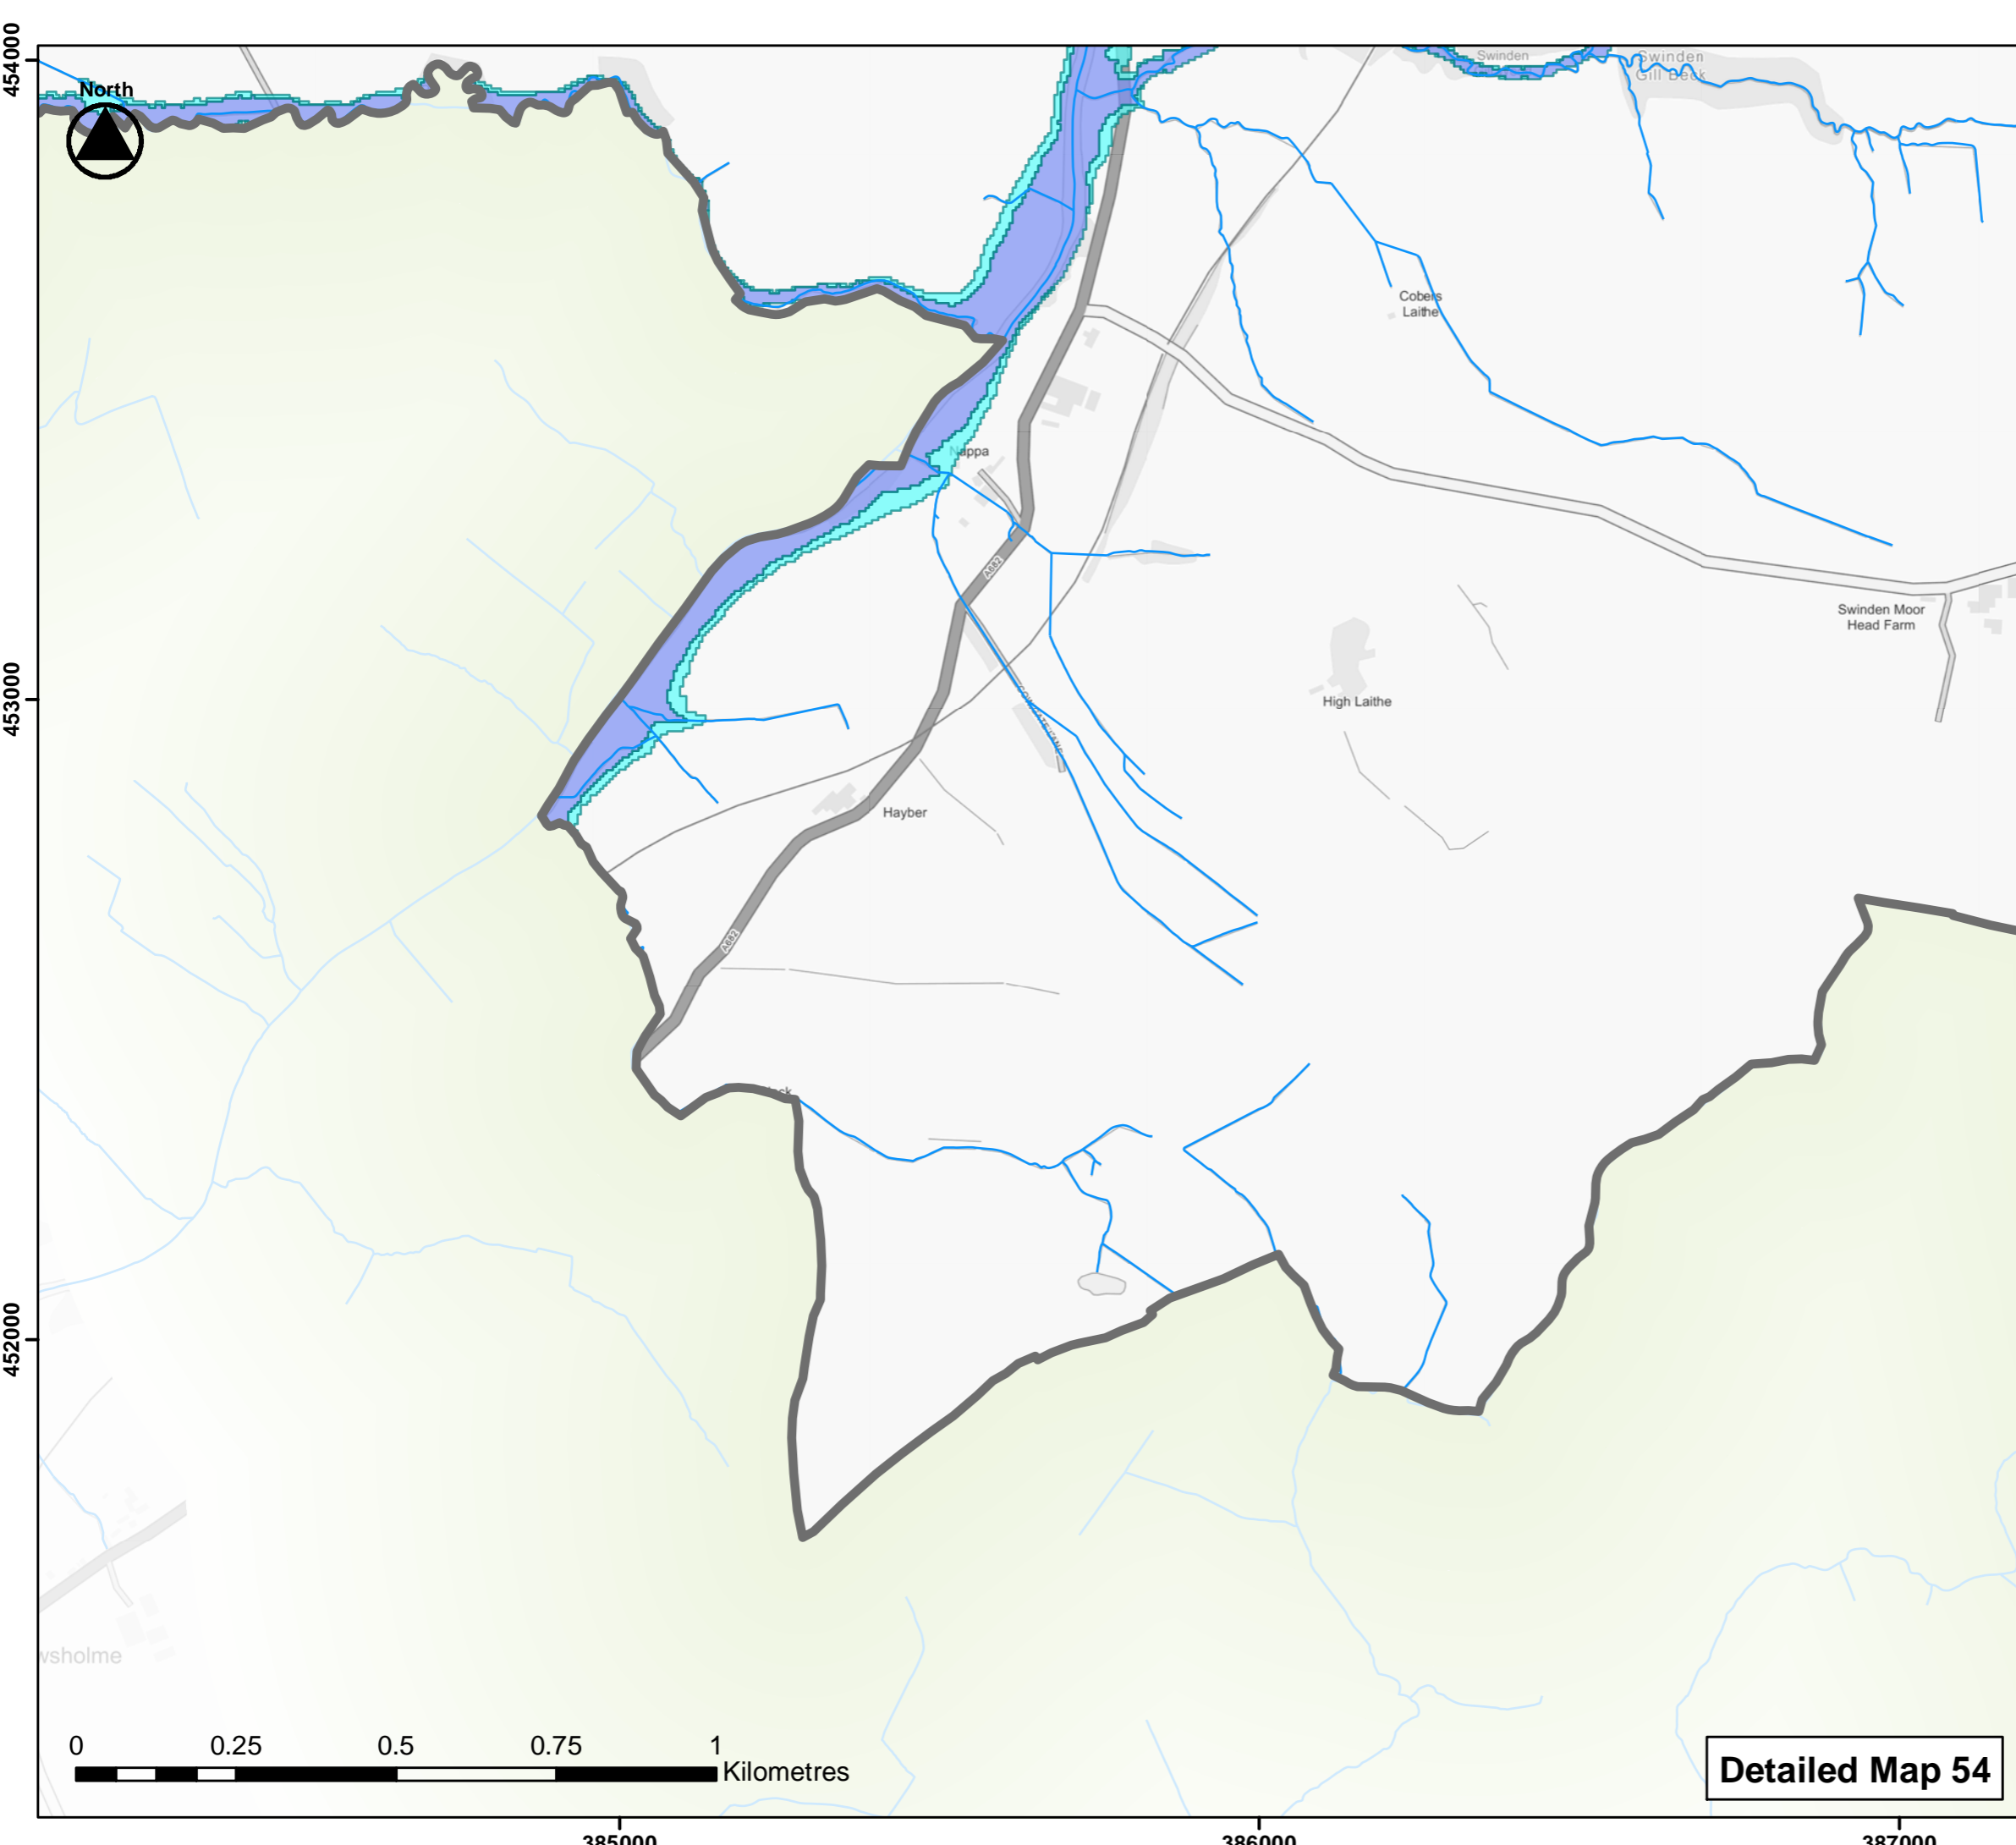 454000
North
Swinden
Swinden
Gill Beck
Cobers
Laithe
Nappa
A682
Swinden Moor
Head Farm
453000
High Laithe
Hayber
A682
452000
wsholme
0 0.25 0.5 0.75 1
Kilometres
Detailed Map 54
385000 386000 387000